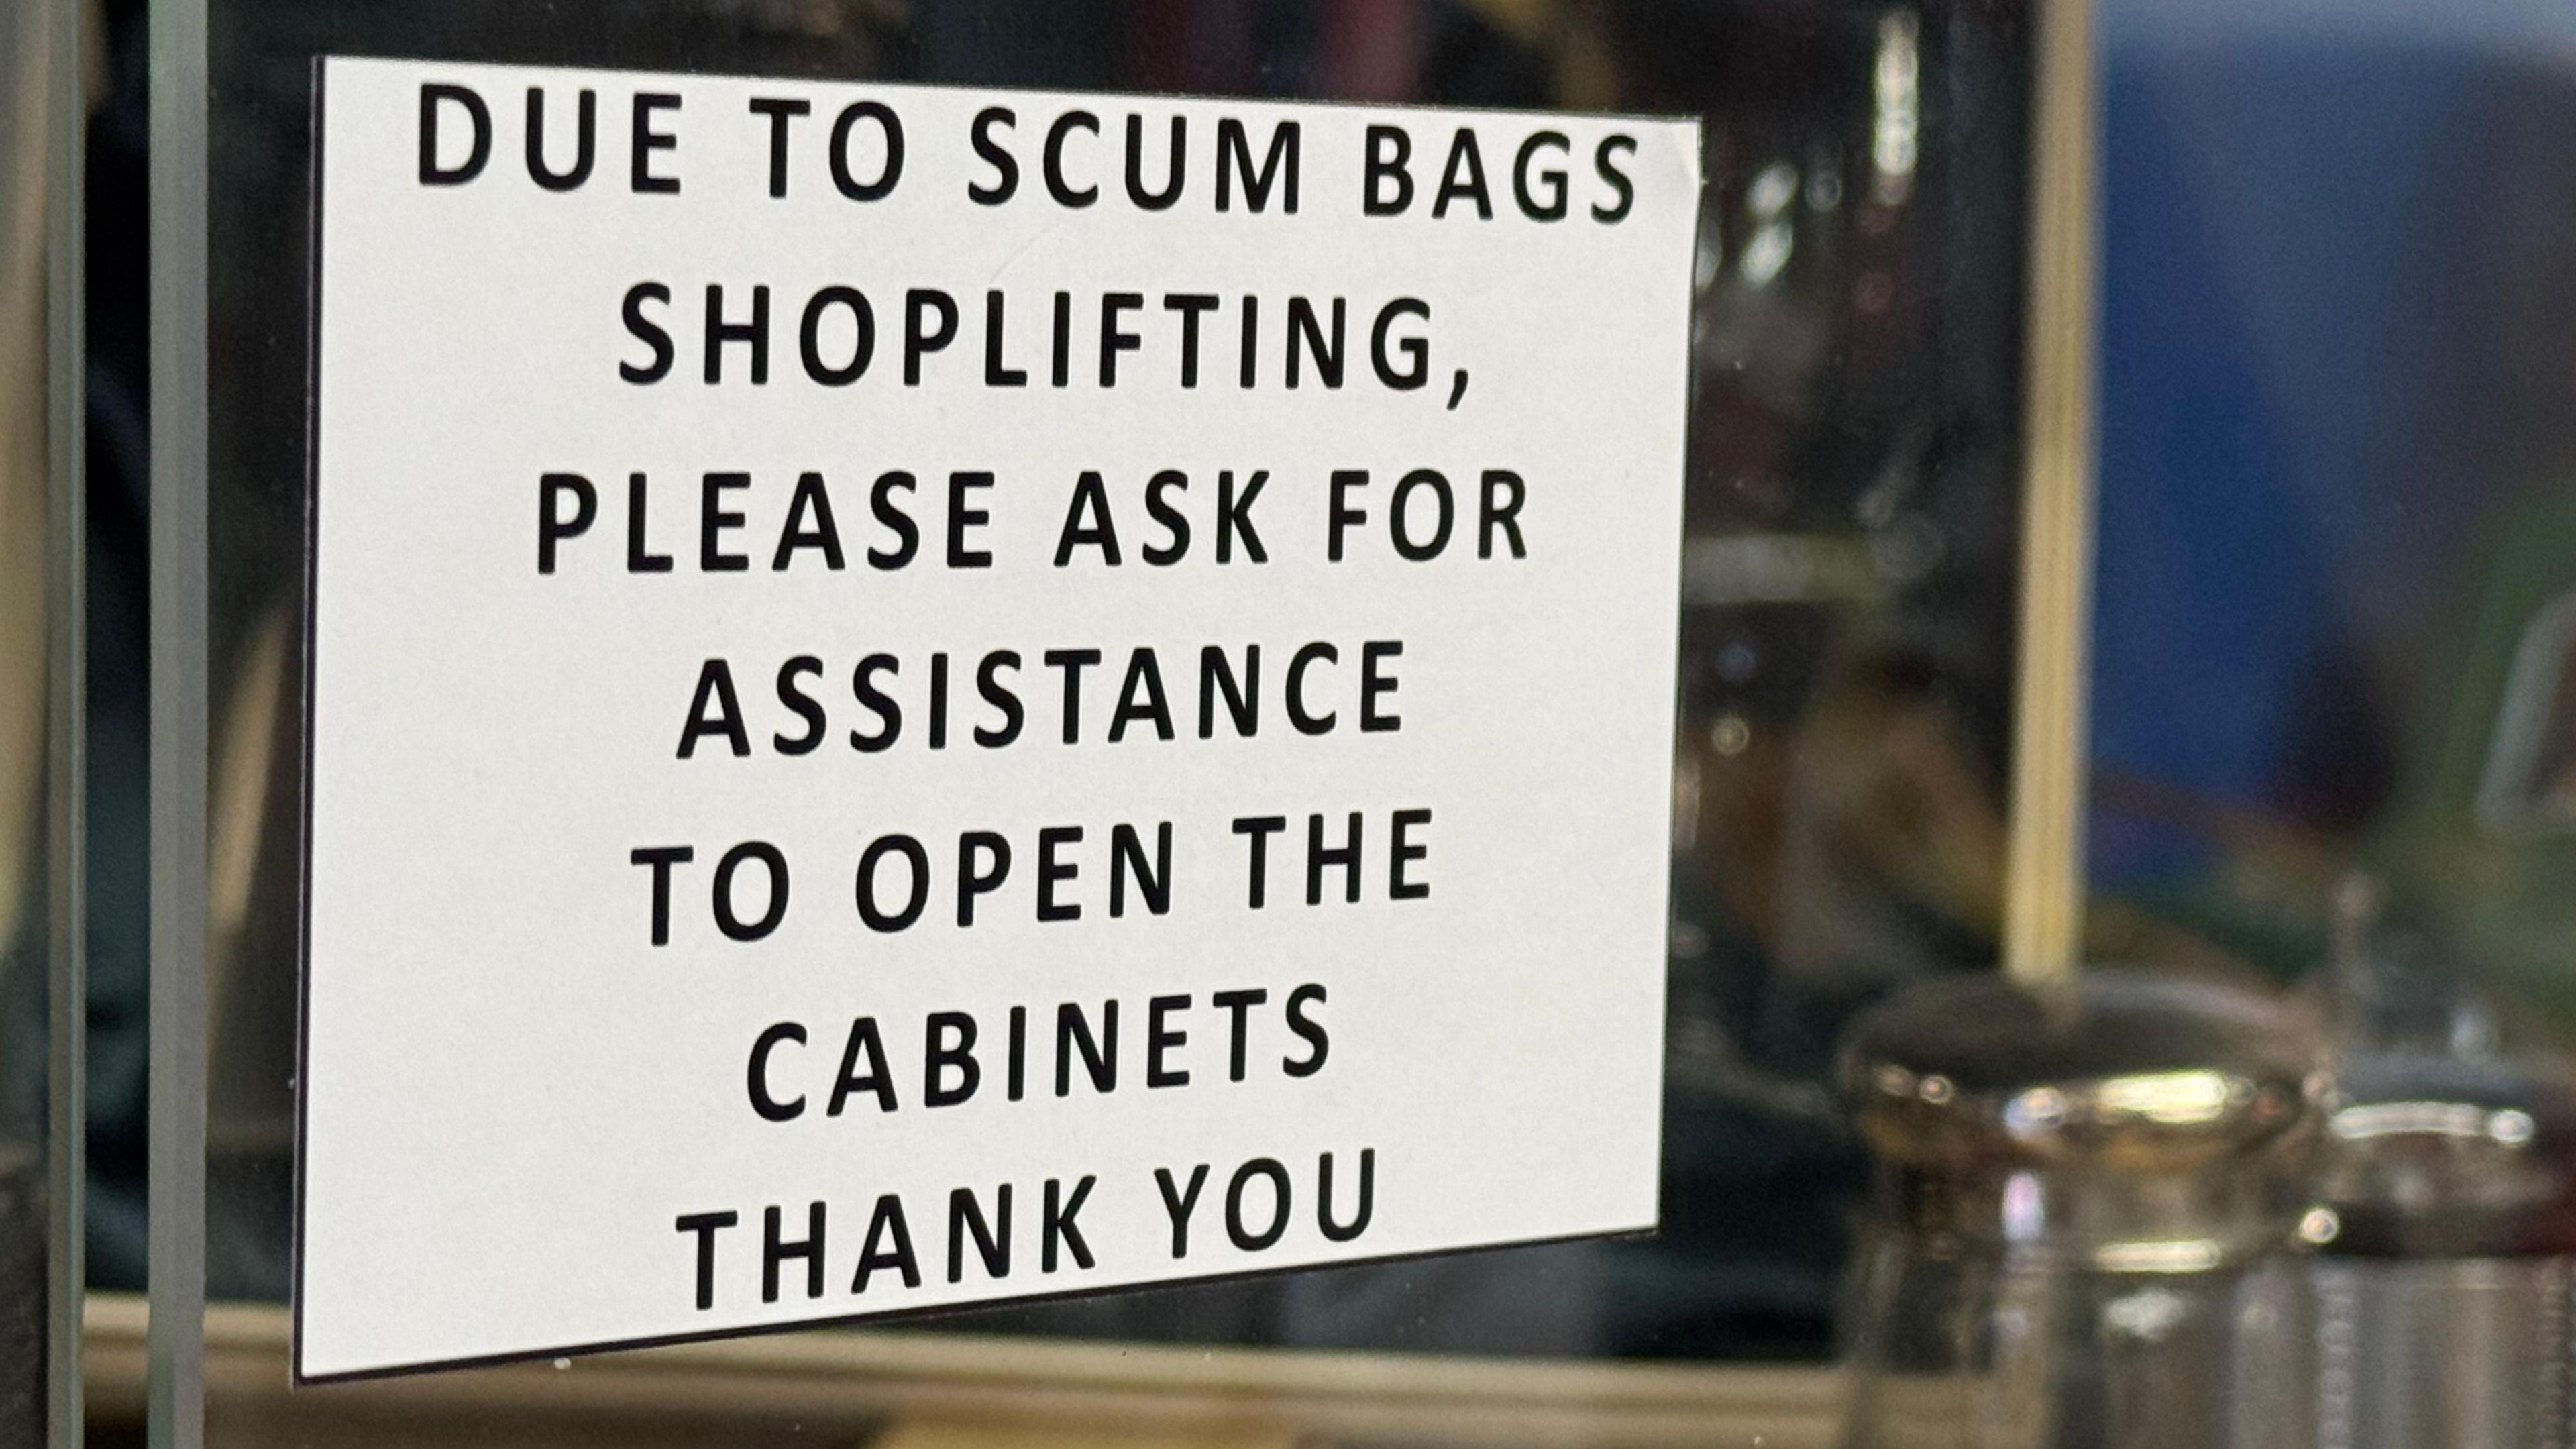 DUE TO SCUM BAGS
SHOPLIFTING,
PLEASE ASK FOR
ASSISTANCE
TO OPEN THE
CABINETS
THANK YOU